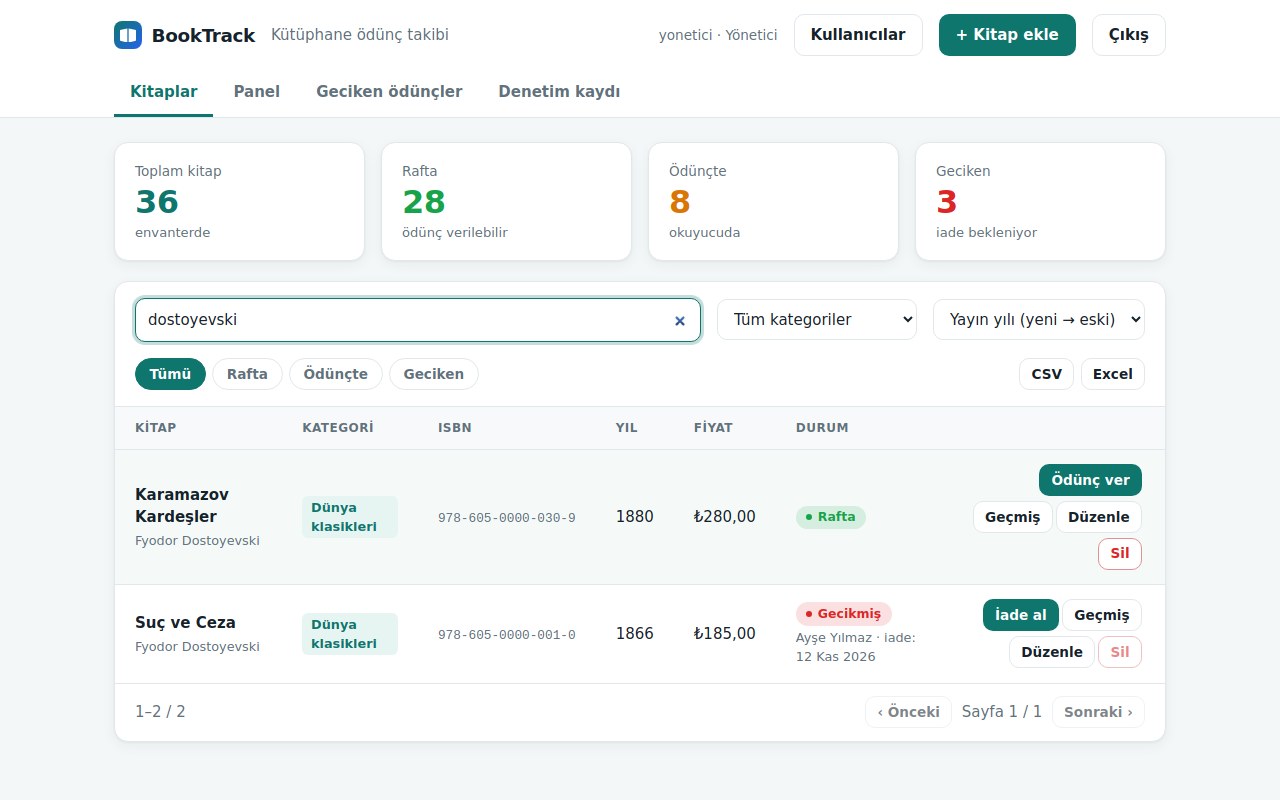 BookTrack Kütüphane ödünç takibi yonetici · Yönetici Kullanıcılar + Kitap ekle Çıkış
Kitaplar Panel Geciken ödünçler Denetim kaydı
Toplam kitap
36
envanterde
Rafta
28
ödünç verilebilir
Ödünçte
8
okuyucuda
Geciken
3
iade bekleniyor
dostoyevski × Tüm kategoriler Yayın yılı (yeni → eski)
Tümü Rafta Ödünçte Geciken CSV Excel
KİTAP KATEGORİ ISBN YIL FİYAT DURUM
Karamazov
Kardeşler
Fyodor Dostoyevski
Dünya
klasikleri
978-605-0000-030-9
1880
₺280,00
Rafta
Ödünç ver
Geçmiş Düzenle
Sil
Suç ve Ceza
Fyodor Dostoyevski
Dünya
klasikleri
978-605-0000-001-0
1866
₺185,00
Gecikmiş
Ayşe Yılmaz · iade:
12 Kas 2026
İade al Geçmiş
Düzenle Sil
1–2 / 2 ‹ Önceki Sayfa 1 / 1 Sonraki ›